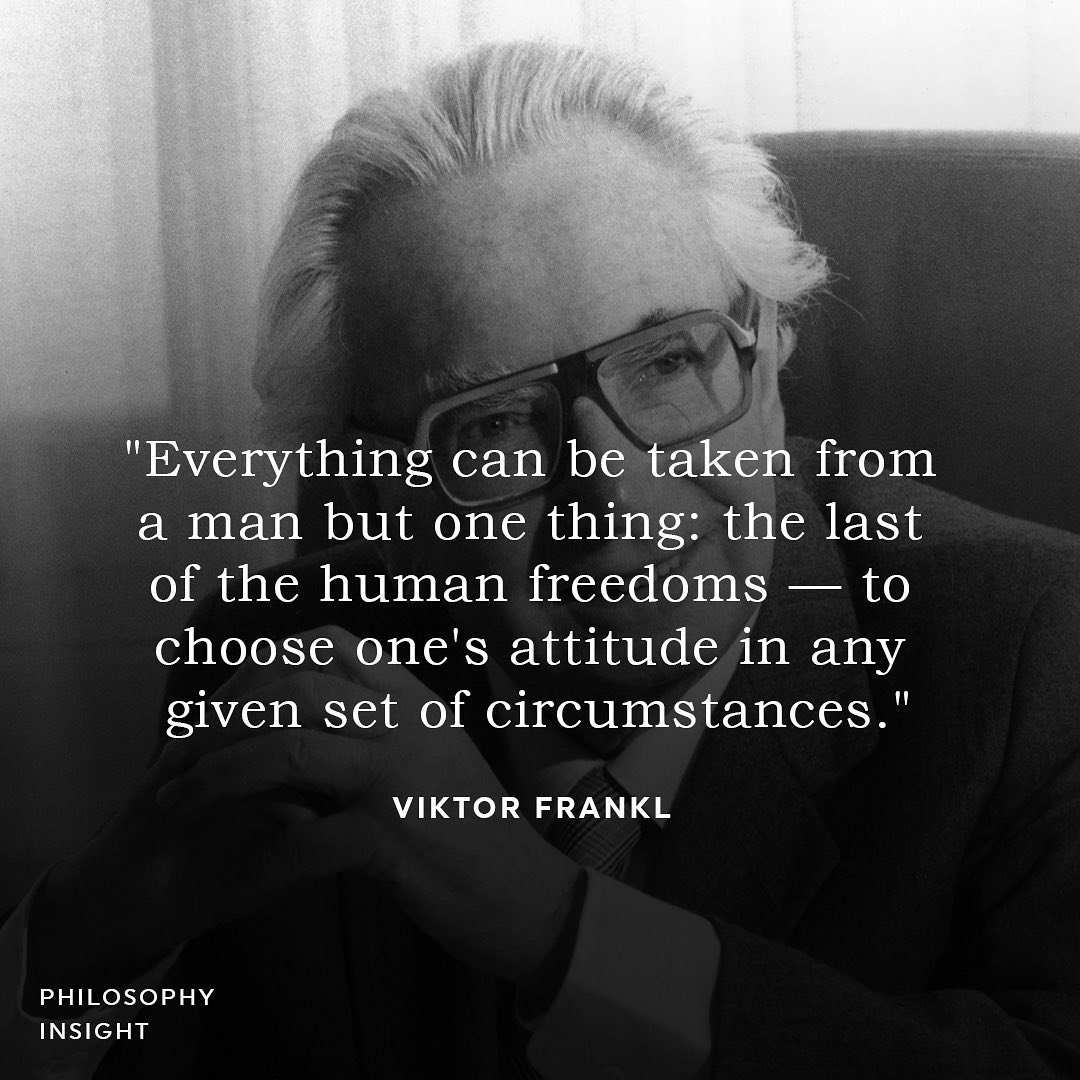 "Everything can be taken from
a man but one thing: the last
of the human freedoms — to
choose one's attitude in any
given set of circumstances."
VIKTOR FRANKL
PHILOSOPHY
INSIGHT